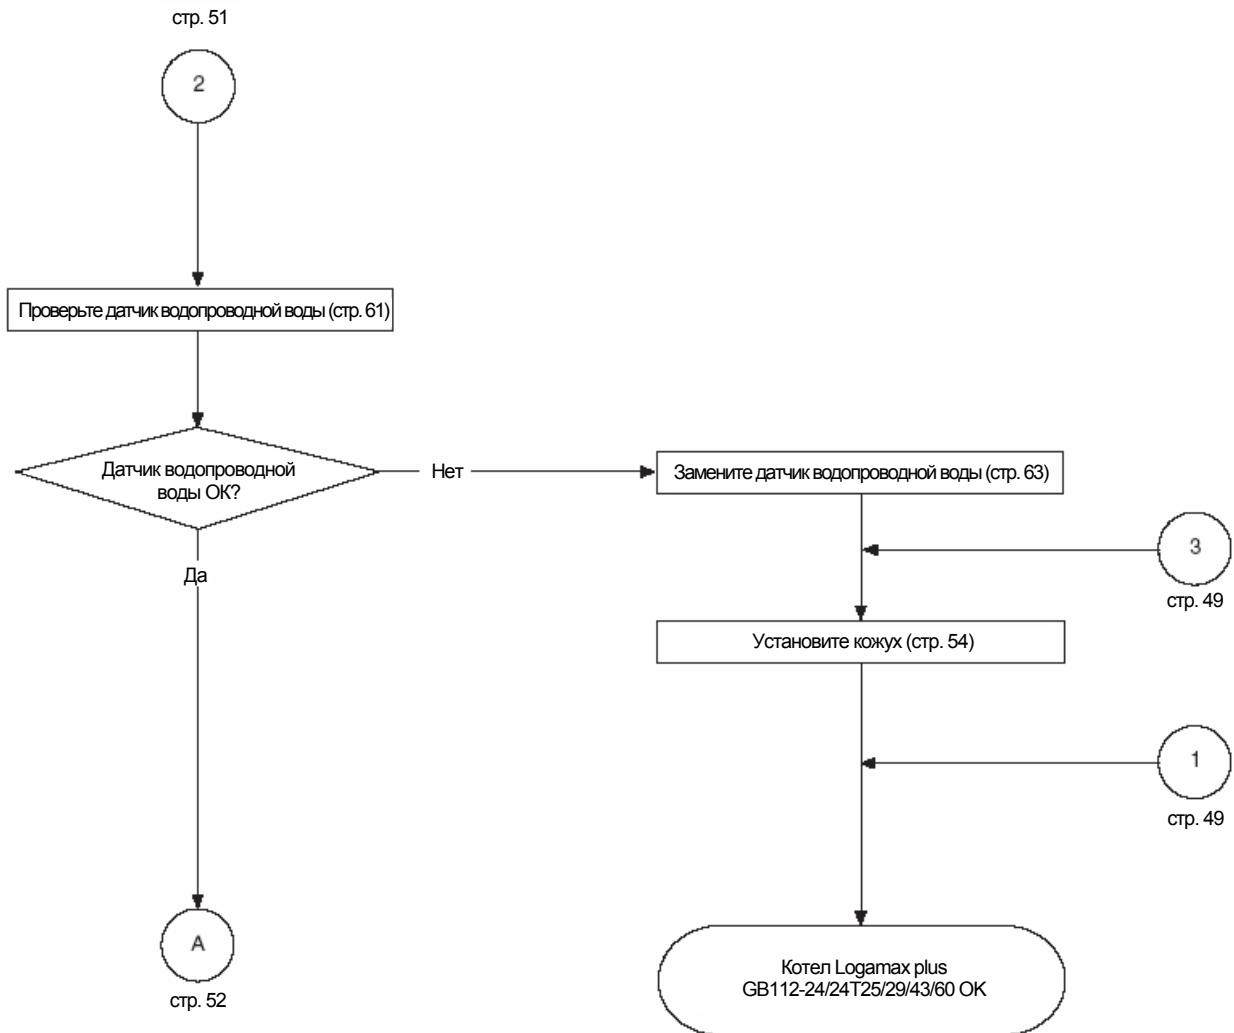 стр. 51
2
Проверьте датчик водопроводной воды (стр. 61)
Датчик водопроводной
воды ОК?
Нет
Замените датчик водопроводной воды (стр. 63)
3
стр. 49
Да
Установите кожух (стр. 54)
1
стр. 49
A
стр. 52
Котел Logamax plus
GB112-24/24T25/29/43/60 OK